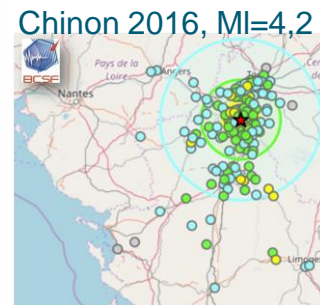 Chinon 2016, Ml=4,2
BCSF
Pays de la
Loire
Angers
Nantes
Limoges